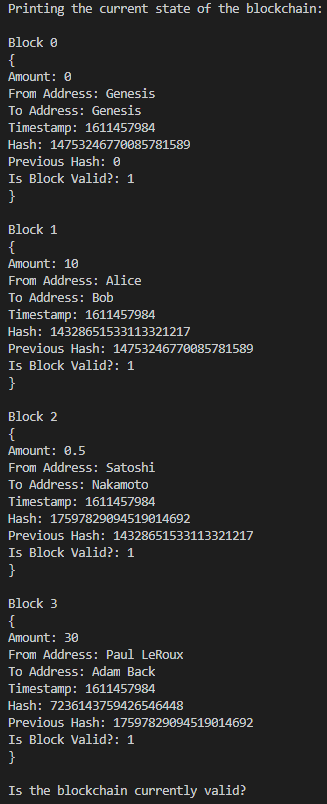 Printing the current state of the blockchain:
Block 0
{
Amount: 0
From Address: Genesis
To Address: Genesis
Timestamp: 1611457984
Hash: 14753246770085781589
Previous Hash: 0
Is Block Valid?: 1
}
Block 1
{
Amount: 10
From Address: Alice
To Address: Bob
Timestamp: 1611457984
Hash: 14328651533113321217
Previous Hash: 14753246770085781589
Is Block Valid?: 1
}
Block 2
{
Amount: 0.5
From Address: Satoshi
To Address: Nakamoto
Timestamp: 1611457984
Hash: 17597829094519014692
Previous Hash: 14328651533113321217
Is Block Valid?: 1
}
Block 3
{
Amount: 30
From Address: Paul LeRoux
To Address: Adam Back
Timestamp: 1611457984
Hash: 7236143759426546448
Previous Hash: 17597829094519014692
Is Block Valid?: 1
}
Is the blockchain currently valid?